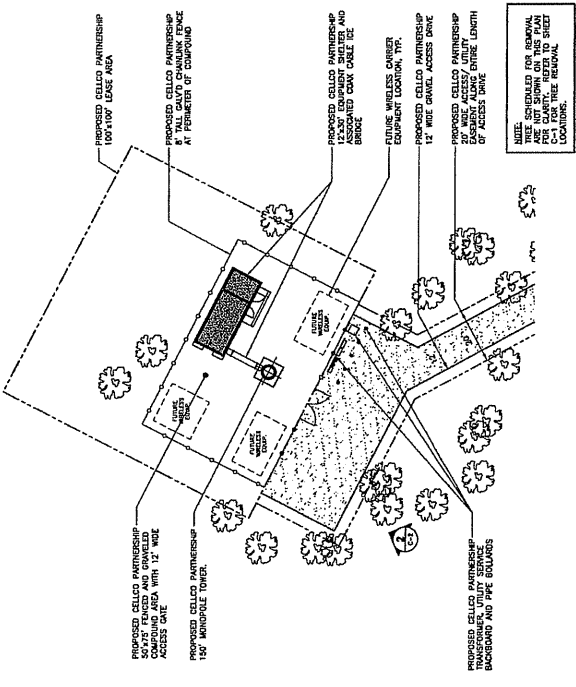 PROPOSED CELLCO PARTNERSHIP
100'x100' LEASE AREA
PROPOSED CELLCO PARTNERSHIP
8' TALL GALV'D CHAINLINK FENCE
AT PERIMETER OF COMPOUND
PROPOSED CELLCO PARTNERSHIP
12'x30' EQUIPMENT SHELTER AND
ASSOCIATED COAX CABLE ICE
BRIDGE
FUTURE WIRELESS CARRIER
EQUIPMENT LOCATION, TYP.
PROPOSED CELLCO PARTNERSHIP
12' WIDE GRAVEL ACCESS DRIVE
PROPOSED CELLCO PARTNERSHIP
20' WIDE ACCESS/ UTILITY
EASEMENT ALONG ENTIRE LENGTH
OF ACCESS DRIVE
NOTE:
TREE SCHEDULED FOR REMOVAL
ARE NOT SHOWN ON THIS PLAN
FOR CLARITY. REFER TO SHEET
C-1 FOR TREE REMOVAL
LOCATIONS.
FUTURE
WIRELESS
EQUIP.
FUTURE
WIRELESS
EQUIP.
FUTURE
WIRELESS
EQUIP.
PROPOSED CELLCO PARTNERSHIP
50'x75' FENCED AND GRAVELED
COMPOUND AREA WITH 12' WIDE
ACCESS GATE
PROPOSED CELLCO PARTNERSHIP
150' MONOPOLE TOWER.
2
C-2
PROPOSED CELLCO PARTNERSHIP
TRANSFORMER, UTILITY SERVICE
BACKBOARD AND PIPE BOLLARDS